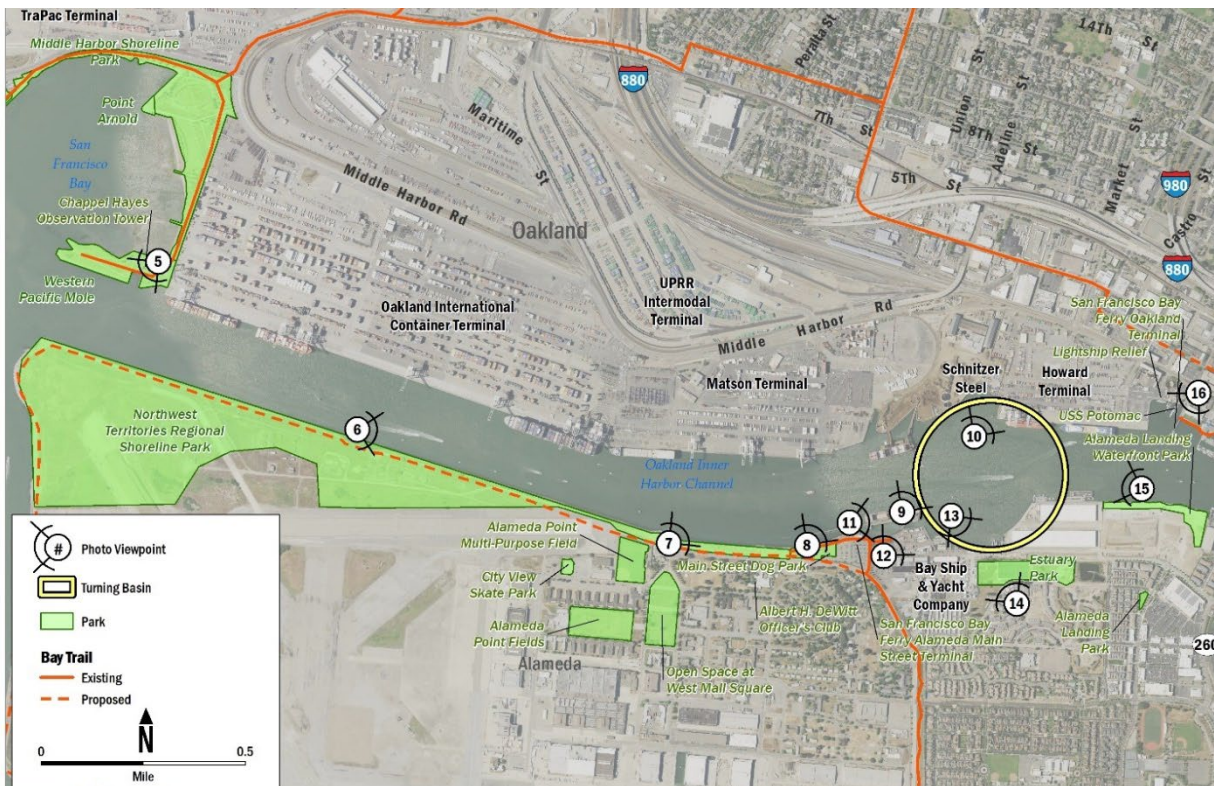 TraPac Terminal
Middle Harbor Shoreline
Park
Point
Arnold
San
Francisco
Bay
Chappel Hayes
Observation Tower
Western
Pacific Mole
5
Maritime St
Middle Harbor Rd
Oakland
880
Peralta St
14Th St
7Th St
Union St
8Th St
Adeline St
5Th St
Market St
980
Castro St
880
Oakland International
Container Terminal
UPRR
Intermodal
Terminal
Middle Harbor Rd
Matson Terminal
Schnitzer
Steel
Howard
Terminal
San Francisco Bay
Ferry Oakland
Terminal
Lightship Relief
USS Potomac
16
Alameda Landing
Waterfront Park
Northwest
Territories Regional
Shoreline Park
6
Oakland Inner
Harbor Channel
10
15
9
13
11
7
8
12
Alameda Point
Multi-Purpose Field
City View
Skate Park
Alameda
Point Fields
Alameda
Open Space at
West Mall Square
Main Street Dog Park
Albert H. DeWitt
Officer's Club
San Francisco Bay
Ferry Alameda Main
Street Terminal
Bay Ship
& Yacht
Company
Estuary
Park
14
Alameda
Landing
Park
260
# Photo Viewpoint
Turning Basin
Park
Bay Trail
Existing
Proposed
N
0 0.5
Mile